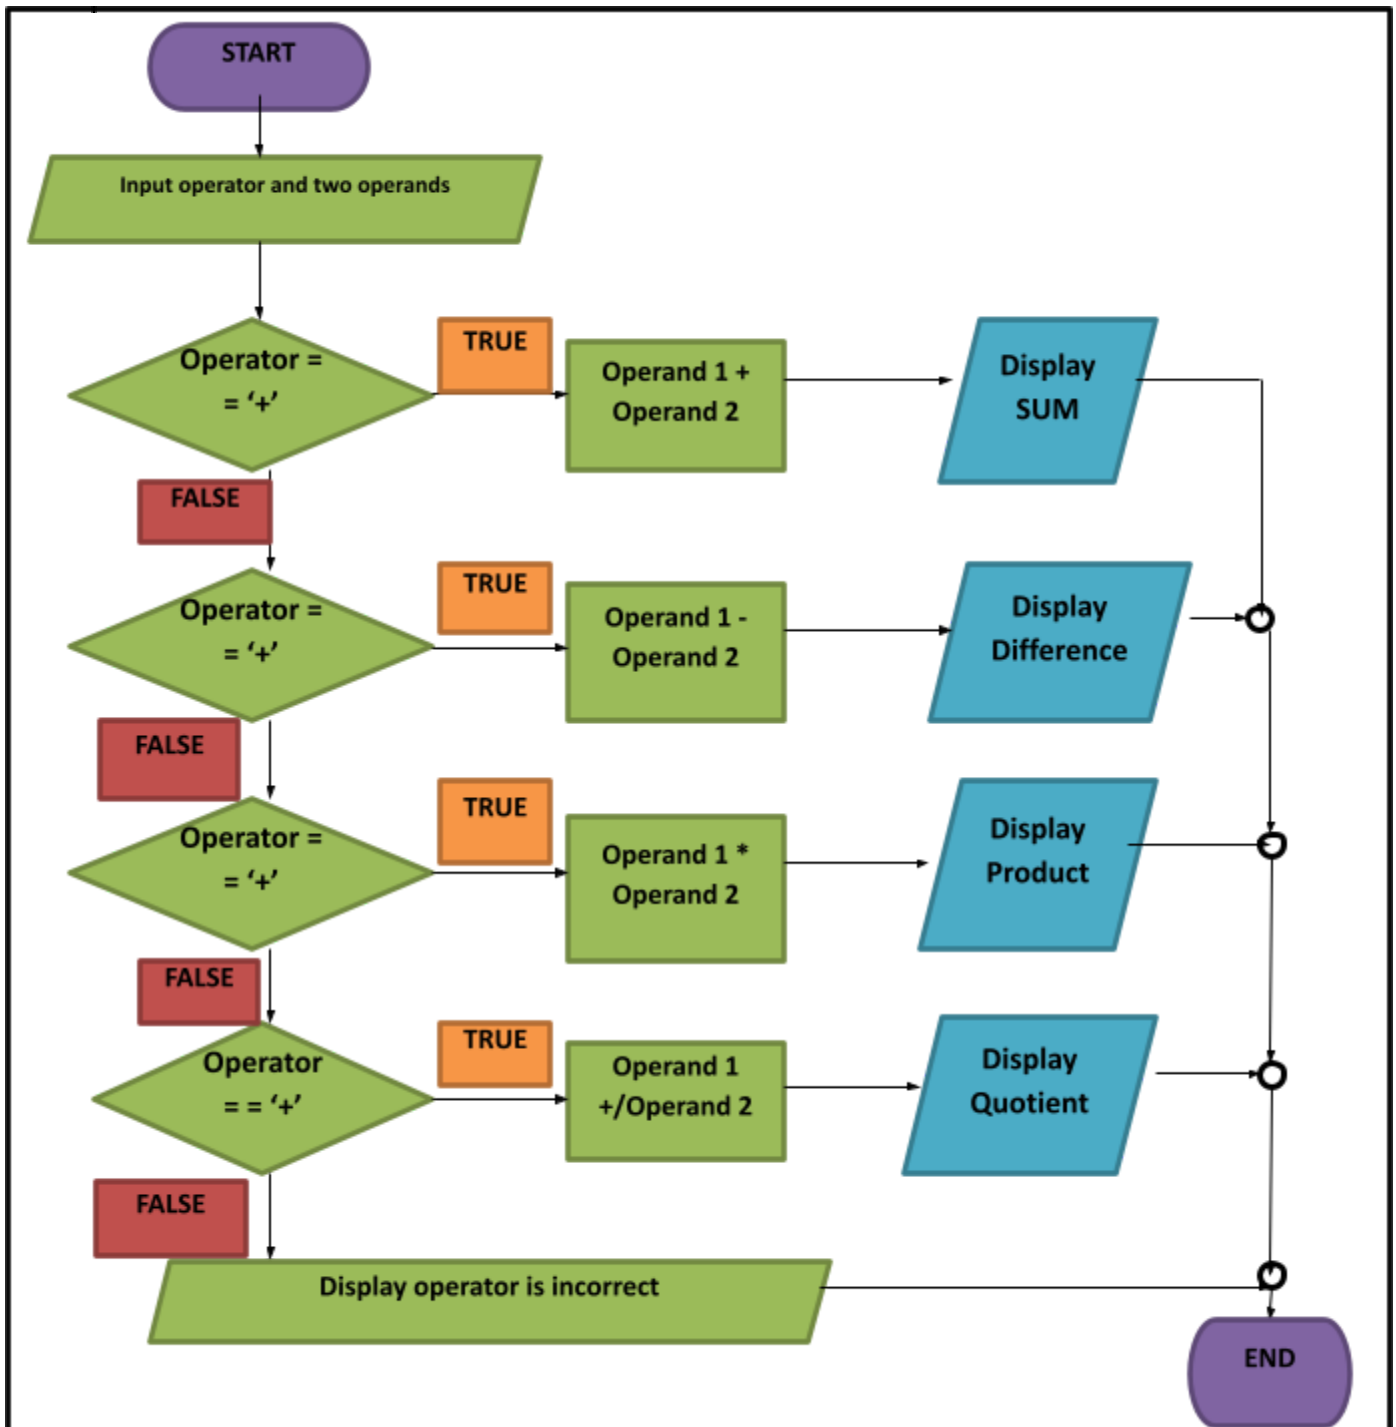 START
Input operator and two operands
Operator =
= ‘+’
TRUE
Operand 1 +
Operand 2
Display
SUM
FALSE
Operator =
= ‘+’
TRUE
Operand 1 -
Operand 2
Display
Difference
FALSE
Operator =
= ‘+’
TRUE
Operand 1 *
Operand 2
Display
Product
FALSE
Operator
= = ‘+’
TRUE
Operand 1
+/Operand 2
Display
Quotient
FALSE
Display operator is incorrect
END